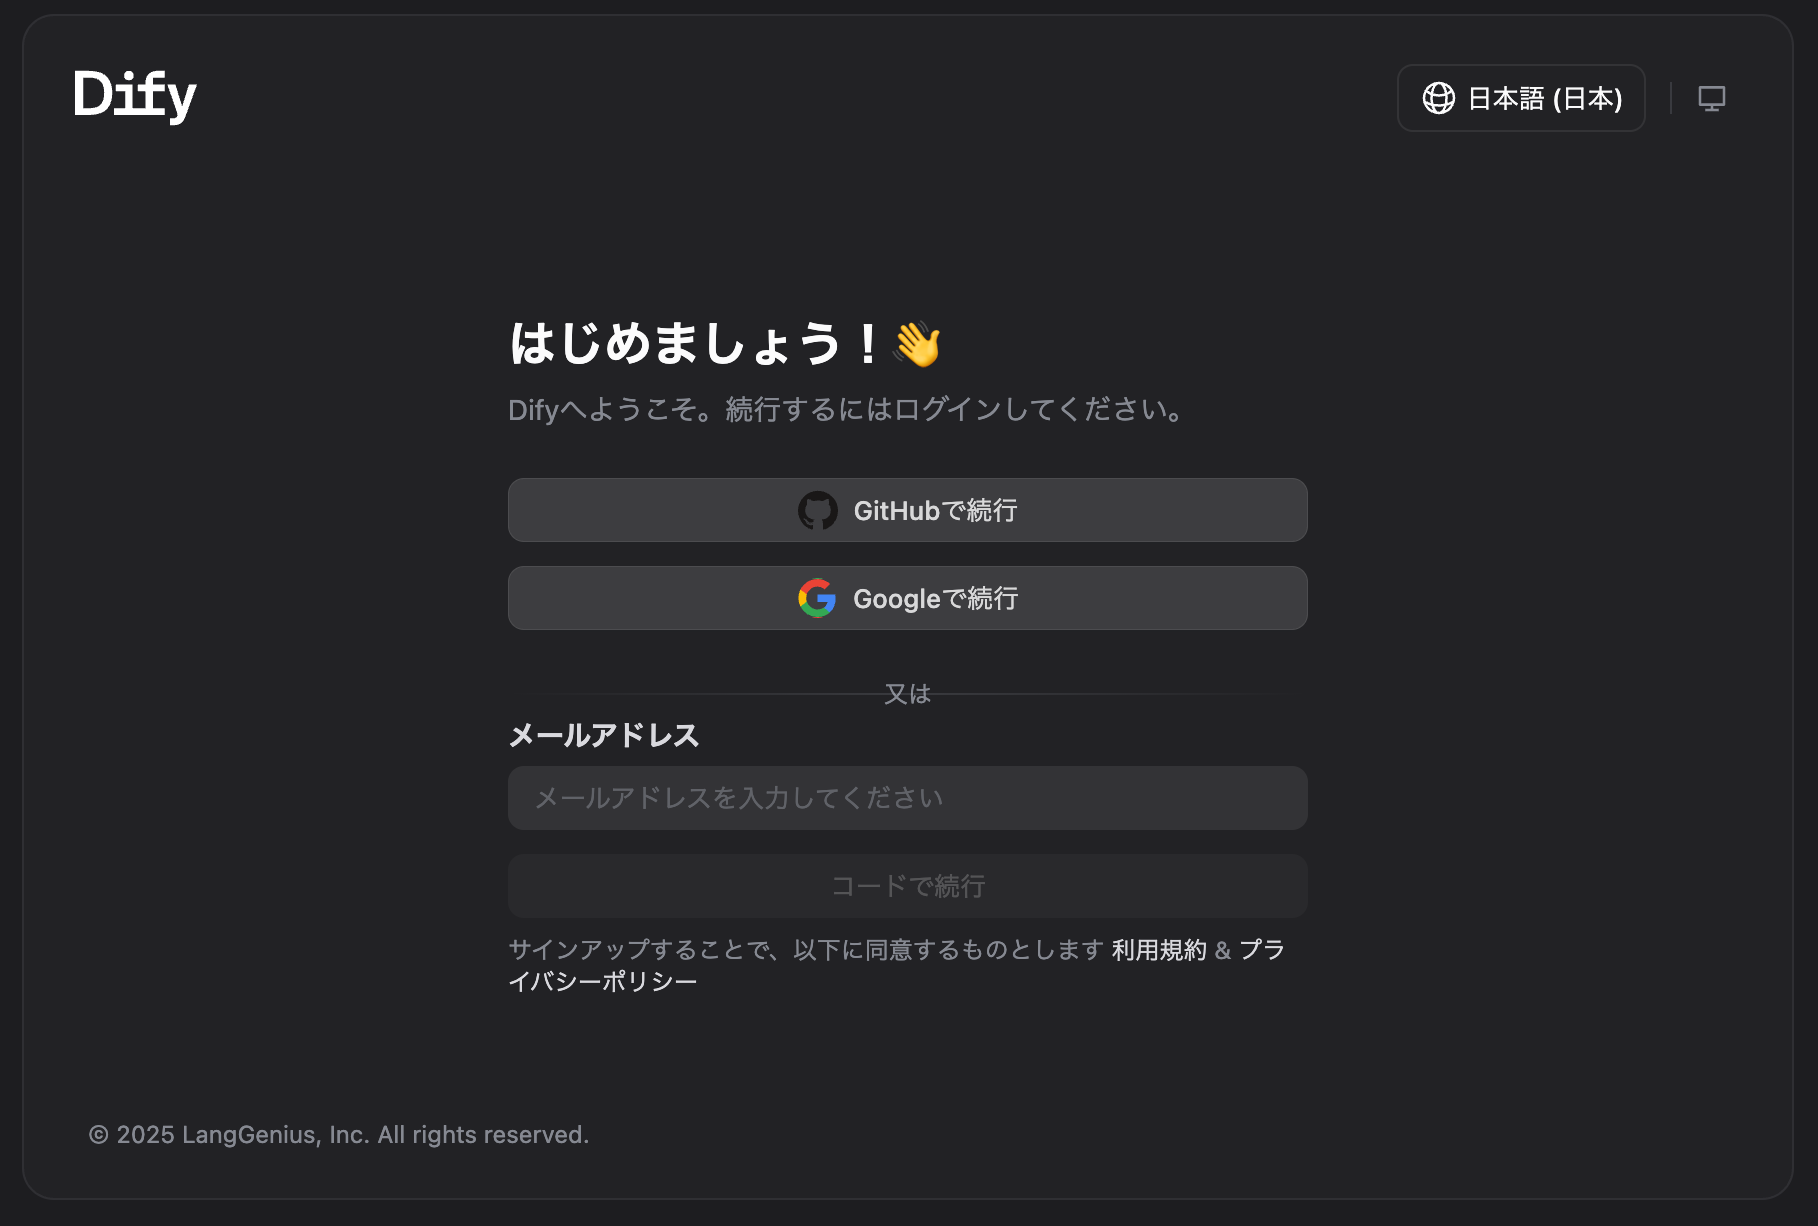 Dify
日本語 (日本)
はじめましょう！👋
Difyへようこそ。続行するにはログインしてください。
GitHubで続行
Googleで続行
又は
メールアドレス
メールアドレスを入力してください
コードで続行
サインアップすることで、以下に同意するものとします 利用規約 & プラ
イバシーポリシー
© 2025 LangGenius, Inc. All rights reserved.